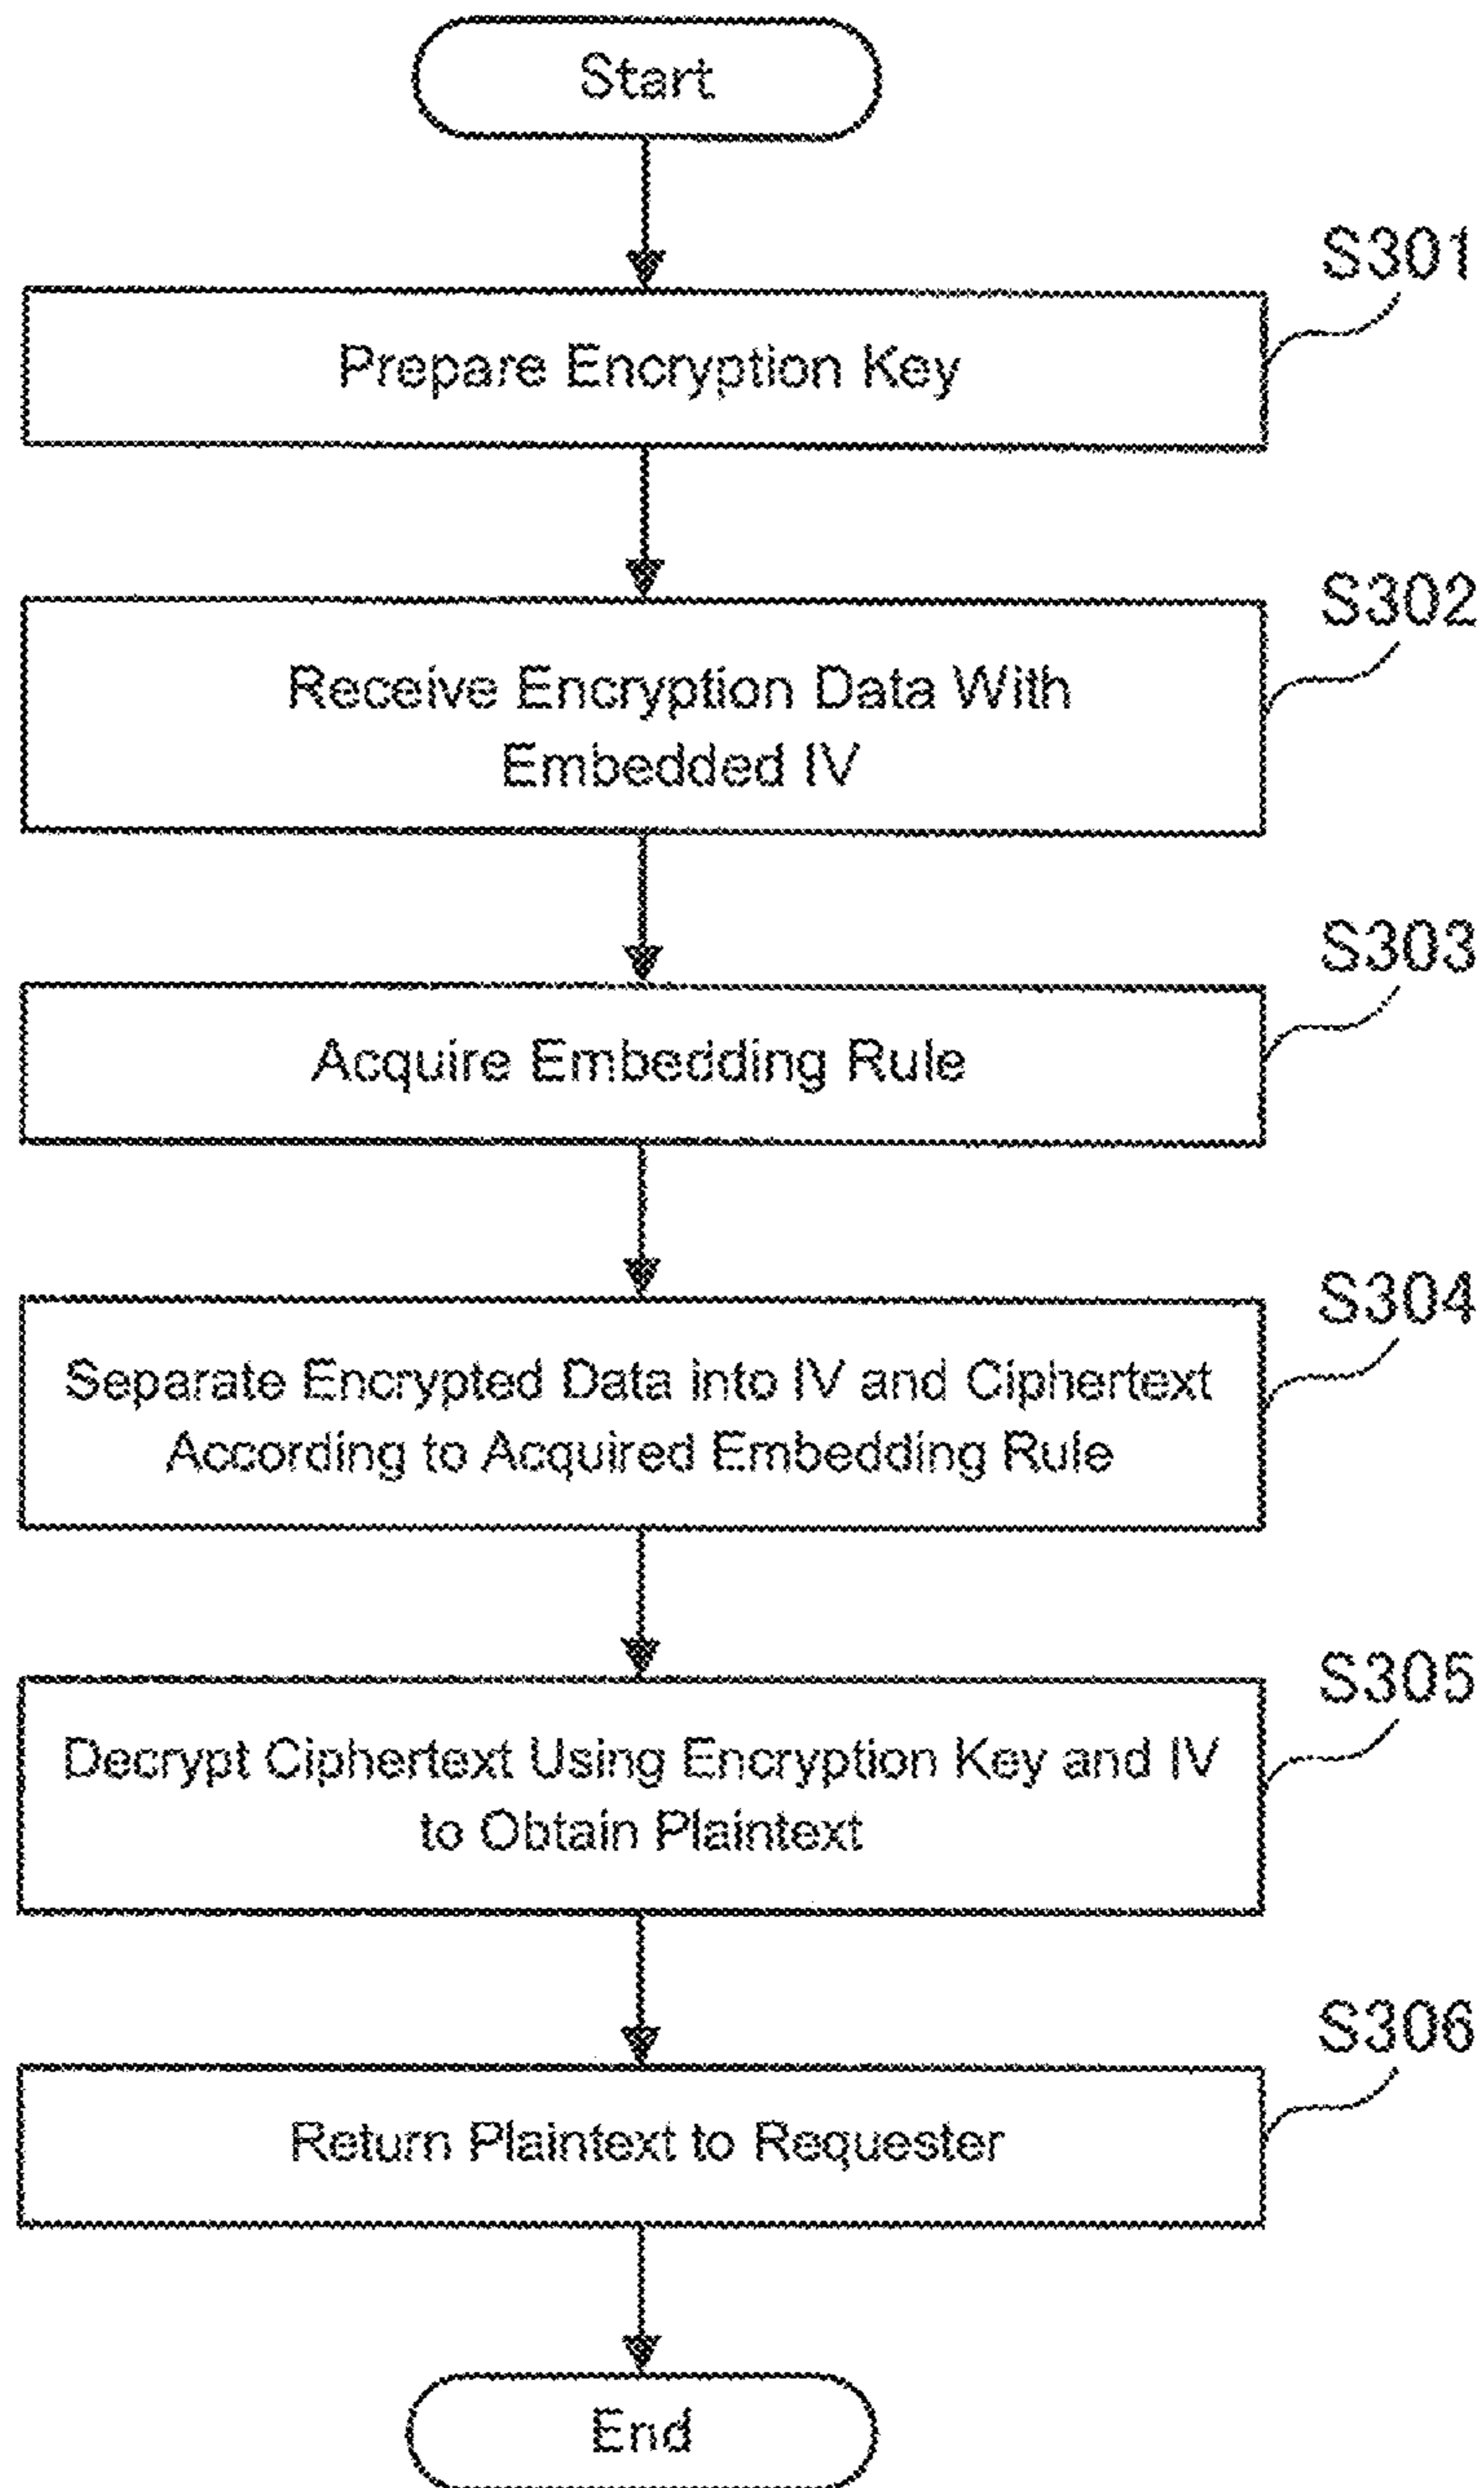 Start
S301
Prepare Encryption Key
S302
Receive Encryption Data With
Embedded IV
S303
Acquire Embedding Rule
S304
Separate Encrypted Data into IV and Ciphertext
According to Acquired Embedding Rule
S305
Decrypt Ciphertext Using Encryption Key and IV
to Obtain Plaintext
S306
Return Plaintext to Requester
End